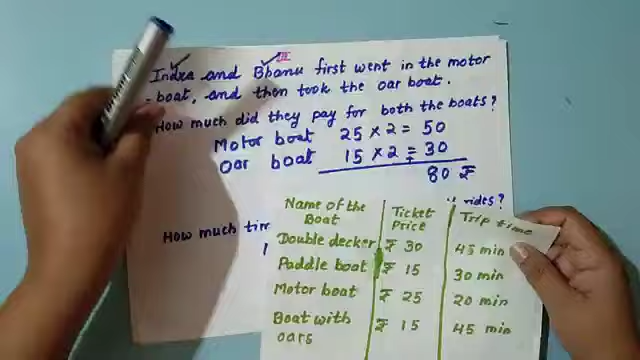 Indra and Bhanu first went in the motor
-boat, and then took the oar boat.
How much did they pay for both the boats?
Motor boat 25 × 2 = 50
Oar boat 15 × 2 = 30
80 ₹
rides?
How much
Name of the Boat | Ticket Price | Trip time
Double decker | ₹ 30 | 45 min
Paddle boat | ₹ 15 | 30 min
Motor boat | ₹ 25 | 20 min
Boat with oars | ₹ 15 | 45 min